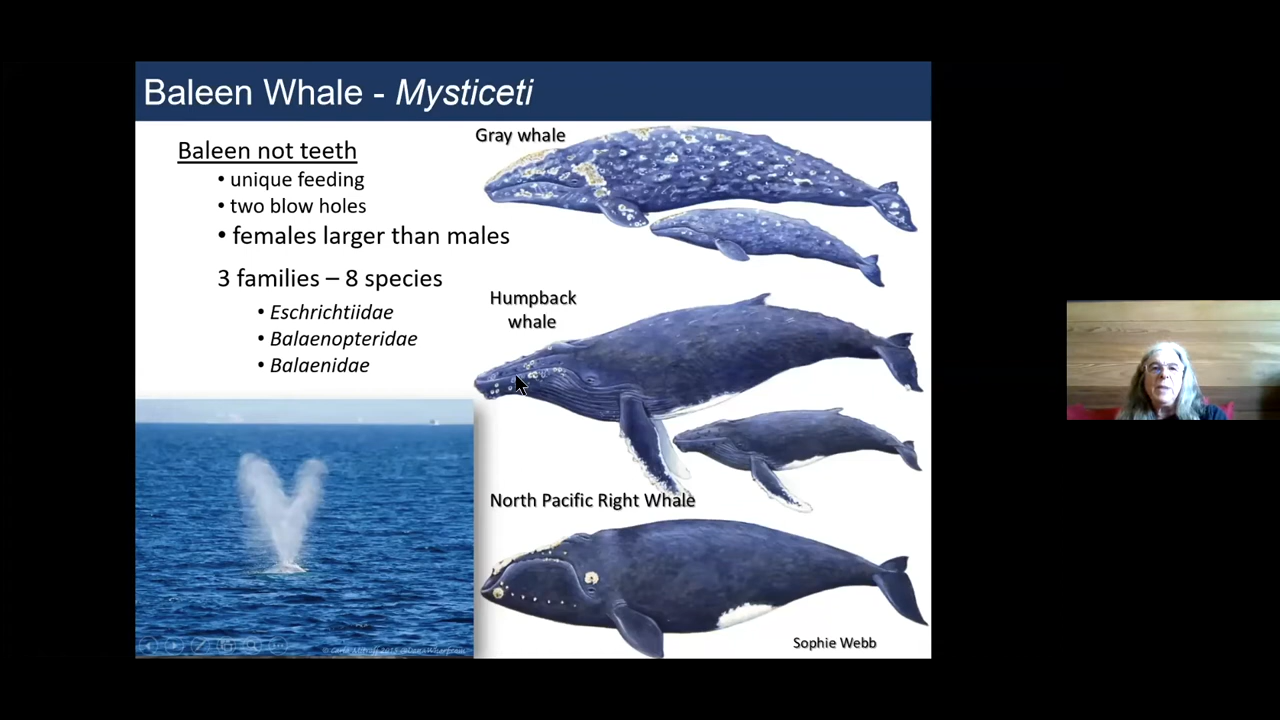 Baleen Whale - Mysticeti
Baleen not teeth
• unique feeding
• two blow holes
• females larger than males
3 families – 8 species
• Eschrichtiidae
• Balaenopteridae
• Balaenidae
Gray whale
Humpback
whale
North Pacific Right Whale
Sophie Webb